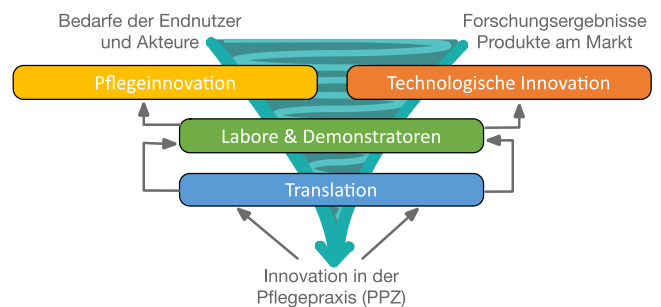 Bedarfe der Endnutzer
und Akteure
Forschungsergebnisse
Produkte am Markt
Pflegeinnovation
Technologische Innovation
Labore & Demonstratoren
Translation
Innovation in der
Pflegepraxis (PPZ)